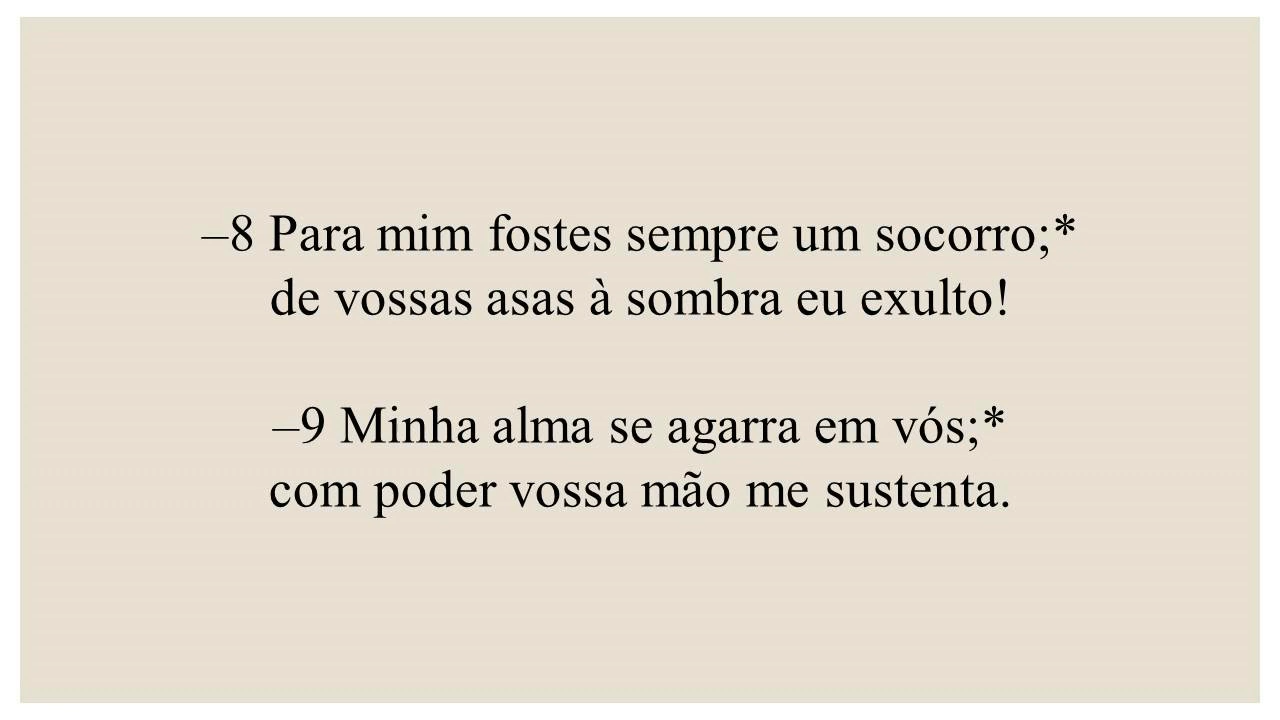 –8 Para mim fostes sempre um socorro;*
de vossas asas à sombra eu exulto!
–9 Minha alma se agarra em vós;*
com poder vossa mão me sustenta.